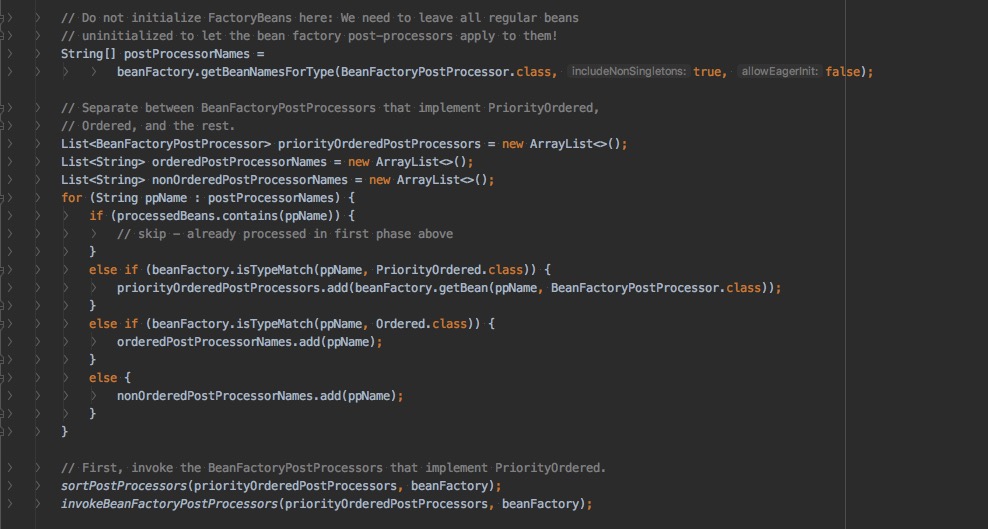 // Do not initialize FactoryBeans here: We need to leave all regular beans
// uninitialized to let the bean factory post-processors apply to them!
String[] postProcessorNames =
beanFactory.getBeanNamesForType(BeanFactoryPostProcessor.class, includeNonSingletons: true, allowEagerInit: false);
// Separate between BeanFactoryPostProcessors that implement PriorityOrdered,
// Ordered, and the rest.
List<BeanFactoryPostProcessor> priorityOrderedPostProcessors = new ArrayList<>();
List<String> orderedPostProcessorNames = new ArrayList<>();
List<String> nonOrderedPostProcessorNames = new ArrayList<>();
for (String ppName : postProcessorNames) {
if (processedBeans.contains(ppName)) {
// skip - already processed in first phase above
}
else if (beanFactory.isTypeMatch(ppName, PriorityOrdered.class)) {
priorityOrderedPostProcessors.add(beanFactory.getBean(ppName, BeanFactoryPostProcessor.class));
}
else if (beanFactory.isTypeMatch(ppName, Ordered.class)) {
orderedPostProcessorNames.add(ppName);
}
else {
nonOrderedPostProcessorNames.add(ppName);
}
}
// First, invoke the BeanFactoryPostProcessors that implement PriorityOrdered.
sortPostProcessors(priorityOrderedPostProcessors, beanFactory);
invokeBeanFactoryPostProcessors(priorityOrderedPostProcessors, beanFactory);